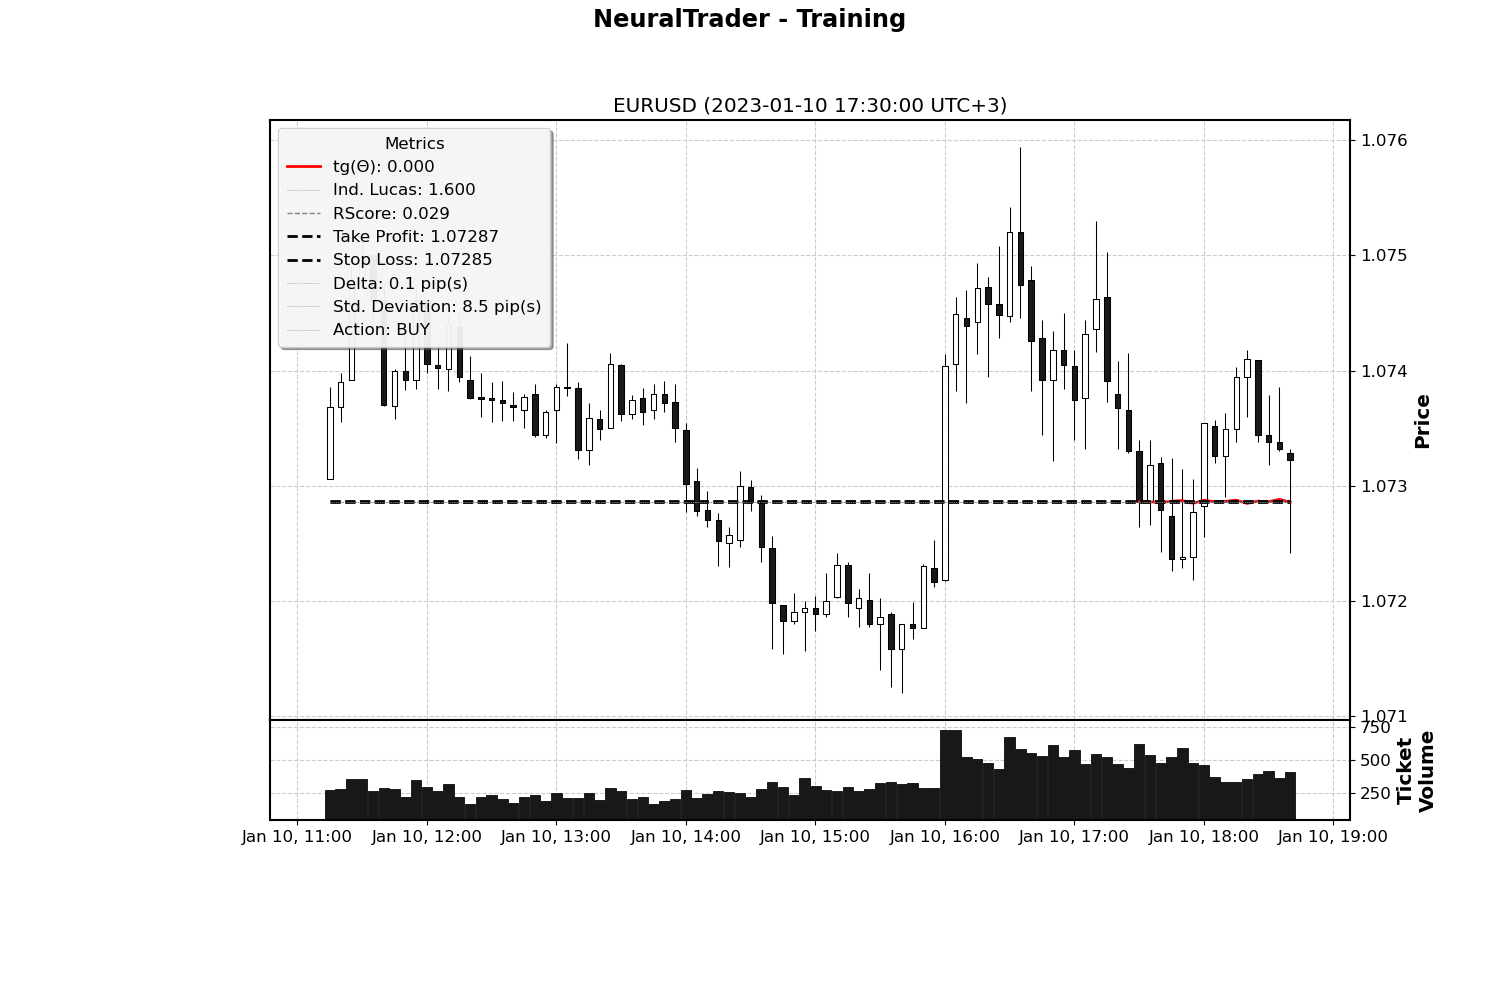 NeuralTrader - Training
EURUSD (2023-01-10 17:30:00 UTC+3)
Metrics
tg(Θ): 0.000
Ind. Lucas: 1.600
RScore: 0.029
Take Profit: 1.07287
Stop Loss: 1.07285
Delta: 0.1 pip(s)
Std. Deviation: 8.5 pip(s)
Action: BUY
1.076
1.075
1.074
1.073
1.072
1.071
Price
750
500
250
Ticket
Volume
Jan 10, 11:00 Jan 10, 12:00 Jan 10, 13:00 Jan 10, 14:00 Jan 10, 15:00 Jan 10, 16:00 Jan 10, 17:00 Jan 10, 18:00 Jan 10, 19:00